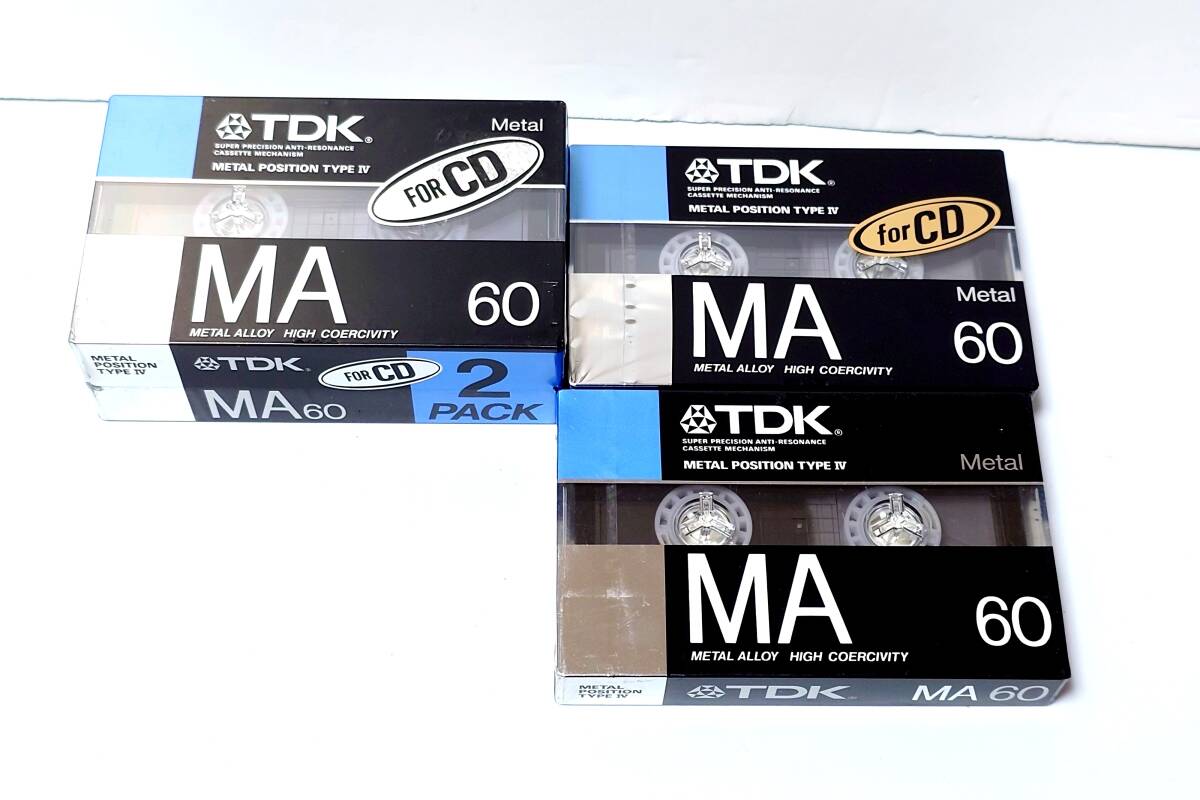 TDK®
Metal
SUPER PRECISION ANTI-RESONANCE
CASSETTE MECHANISM
METAL POSITION TYPE IV
FOR CD
MA
60
METAL ALLOY HIGH COERCIVITY
METAL
POSITION
TYPE IV
TDK®
FOR CD
2
PACK
MA60
TDK®
SUPER PRECISION ANTI-RESONANCE
CASSETTE MECHANISM
METAL POSITION TYPE IV
for CD
Metal
MA
60
METAL ALLOY HIGH COERCIVITY
TDK®
SUPER PRECISION ANTI-RESONANCE
CASSETTE MECHANISM
METAL POSITION TYPE IV
Metal
MA
60
METAL ALLOY HIGH COERCIVITY
METAL
POSITION
TYPE IV
TDK®
MA 60